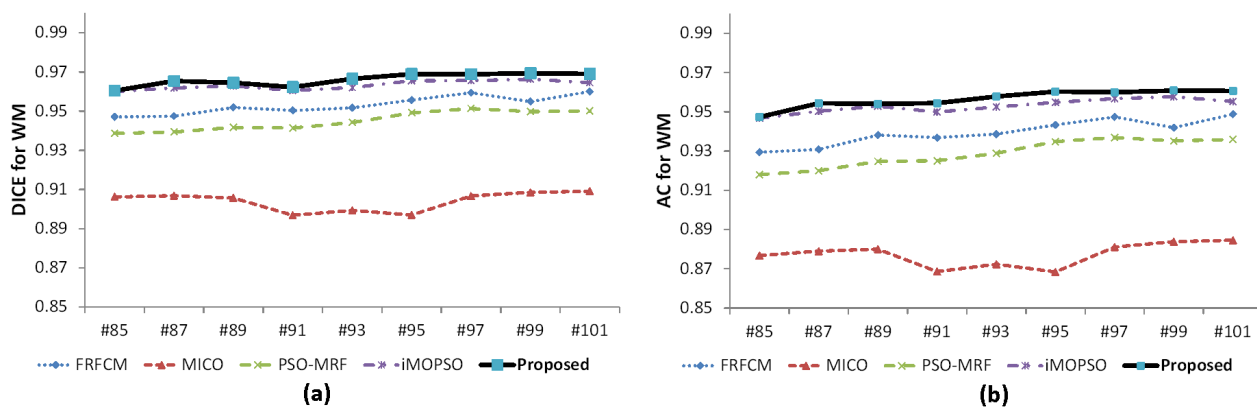 DICE for WM
0.99
0.97
0.95
0.93
0.91
0.89
0.87
0.85
#85 #87 #89 #91 #93 #95 #97 #99 #101
FRFCM MICO PSO-MRF iMOPSO Proposed
(a)
AC for WM
0.99
0.97
0.95
0.93
0.91
0.89
0.87
0.85
#85 #87 #89 #91 #93 #95 #97 #99 #101
FRFCM MICO PSO-MRF iMOPSO Proposed
(b)